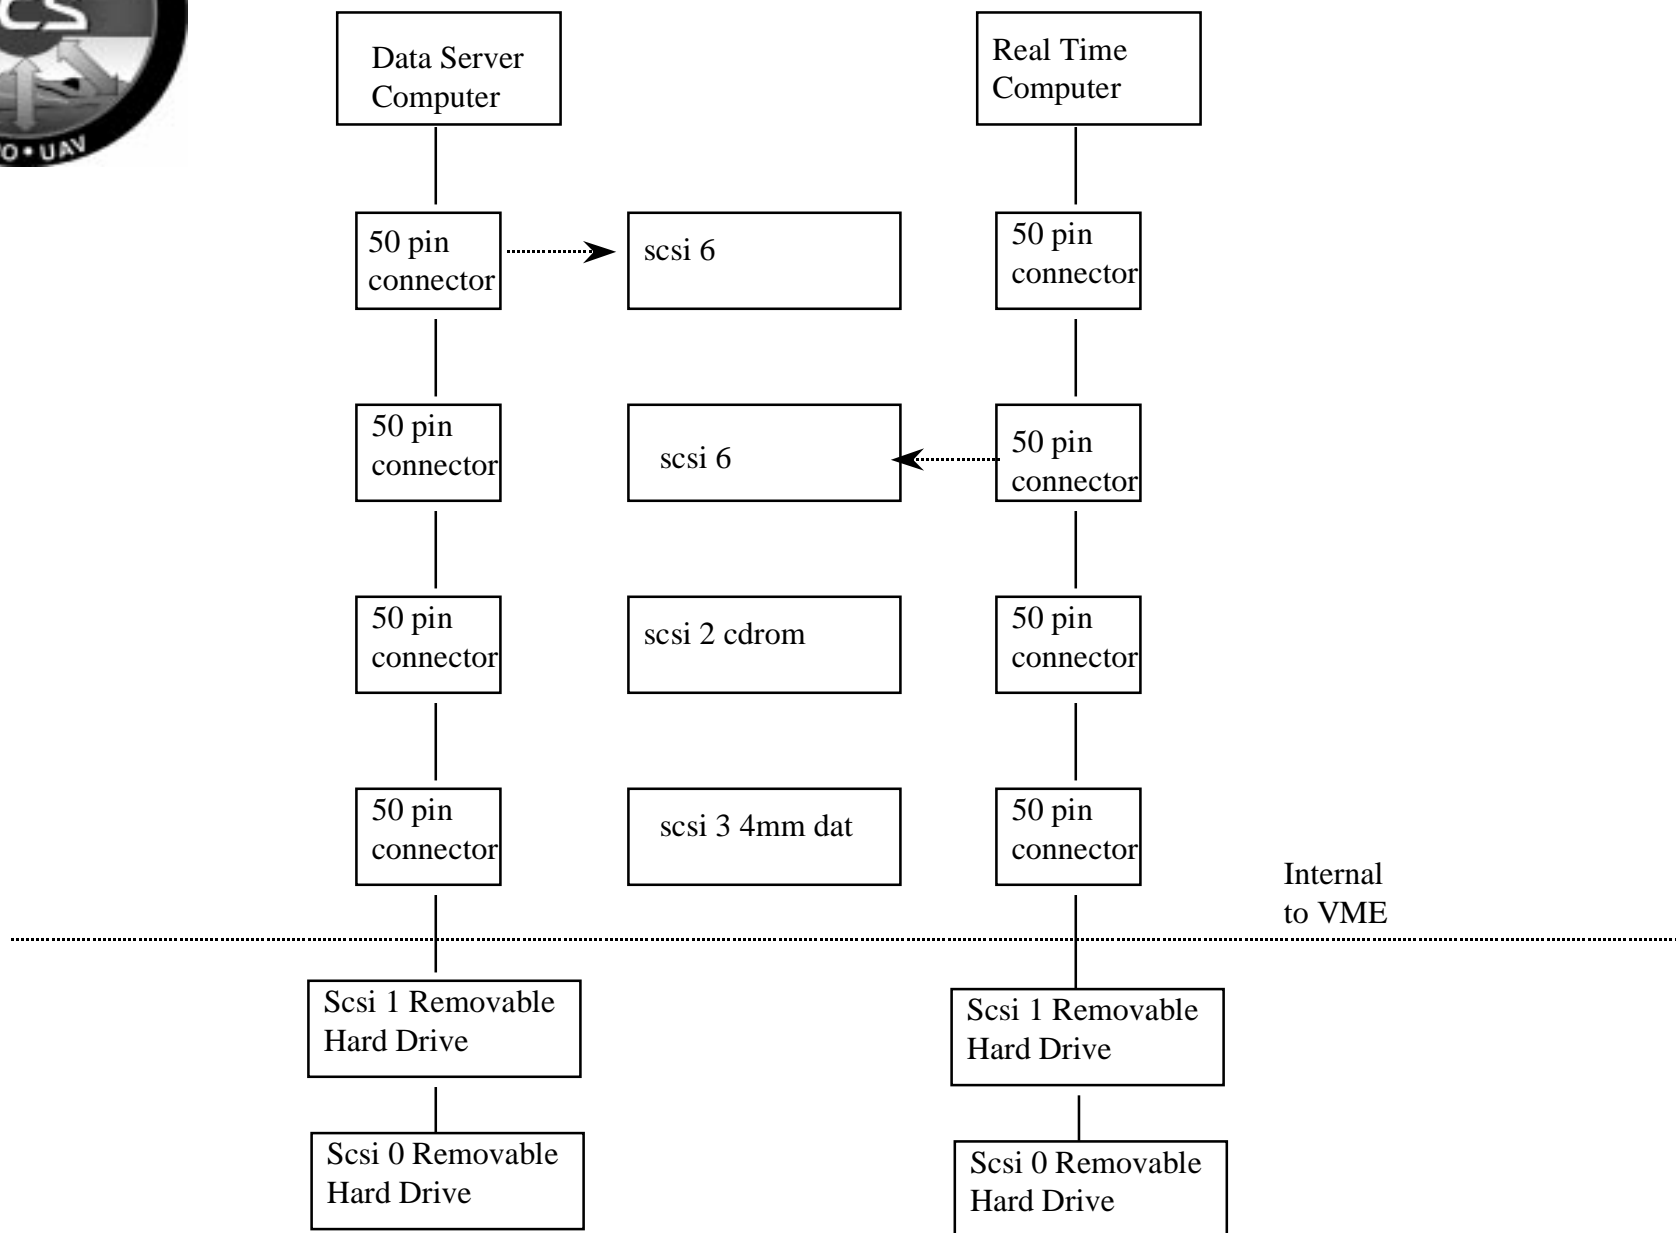 CS
O • UAV
Data Server
Computer
Real Time
Computer
50 pin
connector
scsi 6
50 pin
connector
50 pin
connector
scsi 6
50 pin
connector
50 pin
connector
scsi 2 cdrom
50 pin
connector
50 pin
connector
scsi 3 4mm dat
50 pin
connector
Internal
to VME
Scsi 1 Removable
Hard Drive
Scsi 1 Removable
Hard Drive
Scsi 0 Removable
Hard Drive
Scsi 0 Removable
Hard Drive